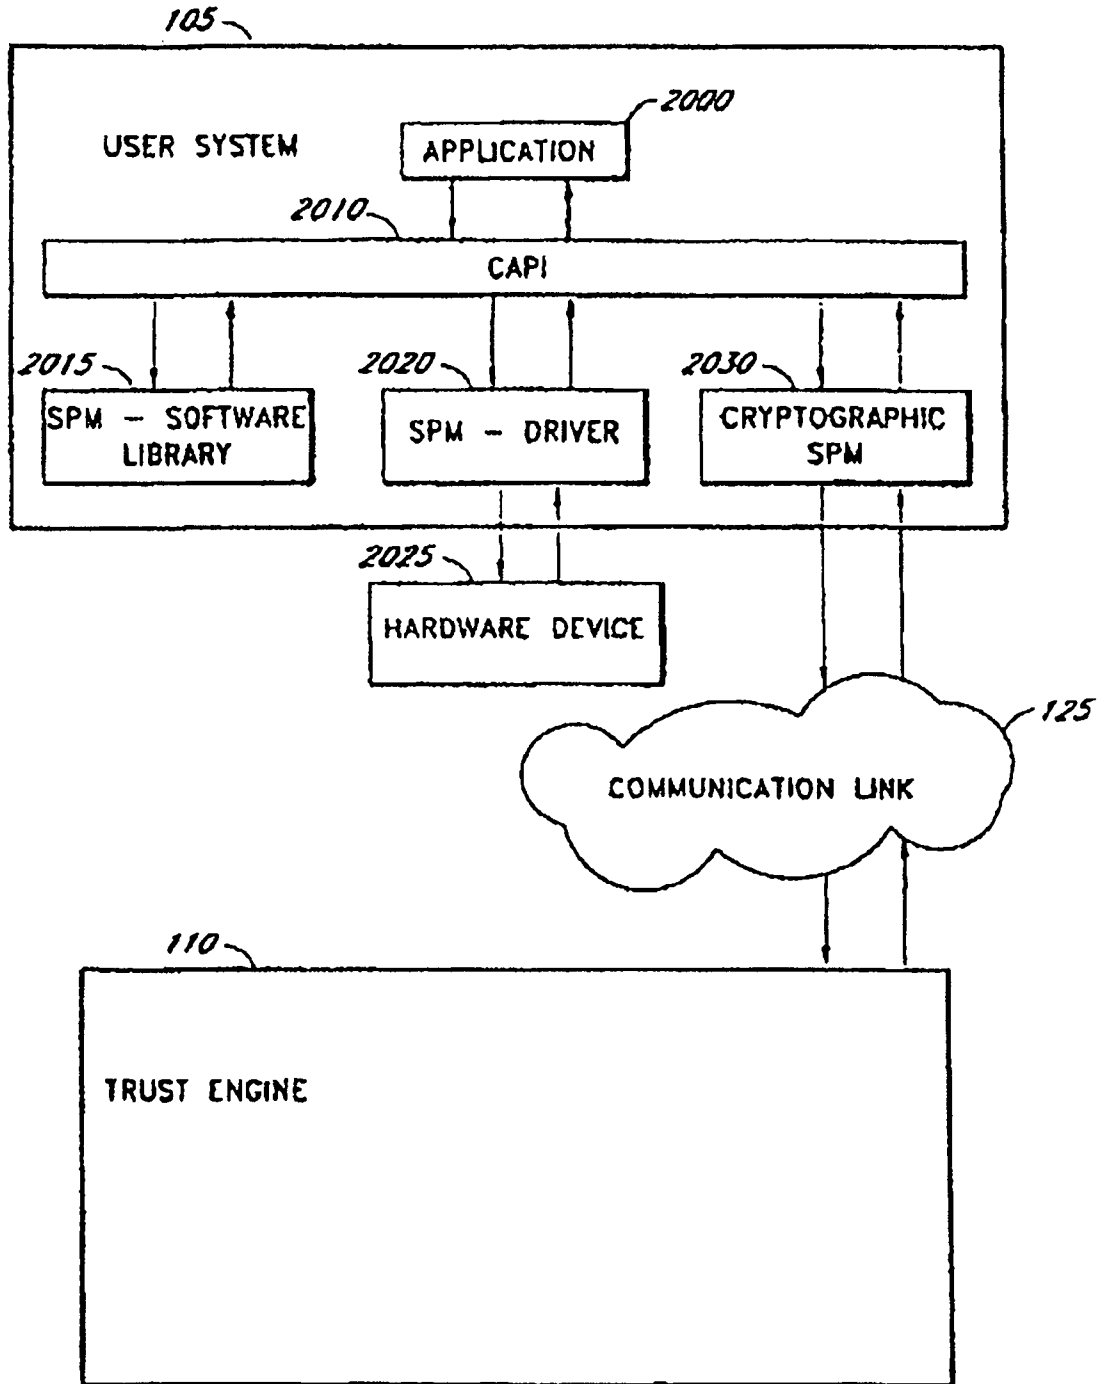 105
USER SYSTEM
2000
APPLICATION
2010
CAPI
2015
SPM - SOFTWARE
LIBRARY
2020
SPM - DRIVER
2030
CRYPTOGRAPHIC
SPM
2025
HARDWARE DEVICE
125
COMMUNICATION LINK
110
TRUST ENGINE